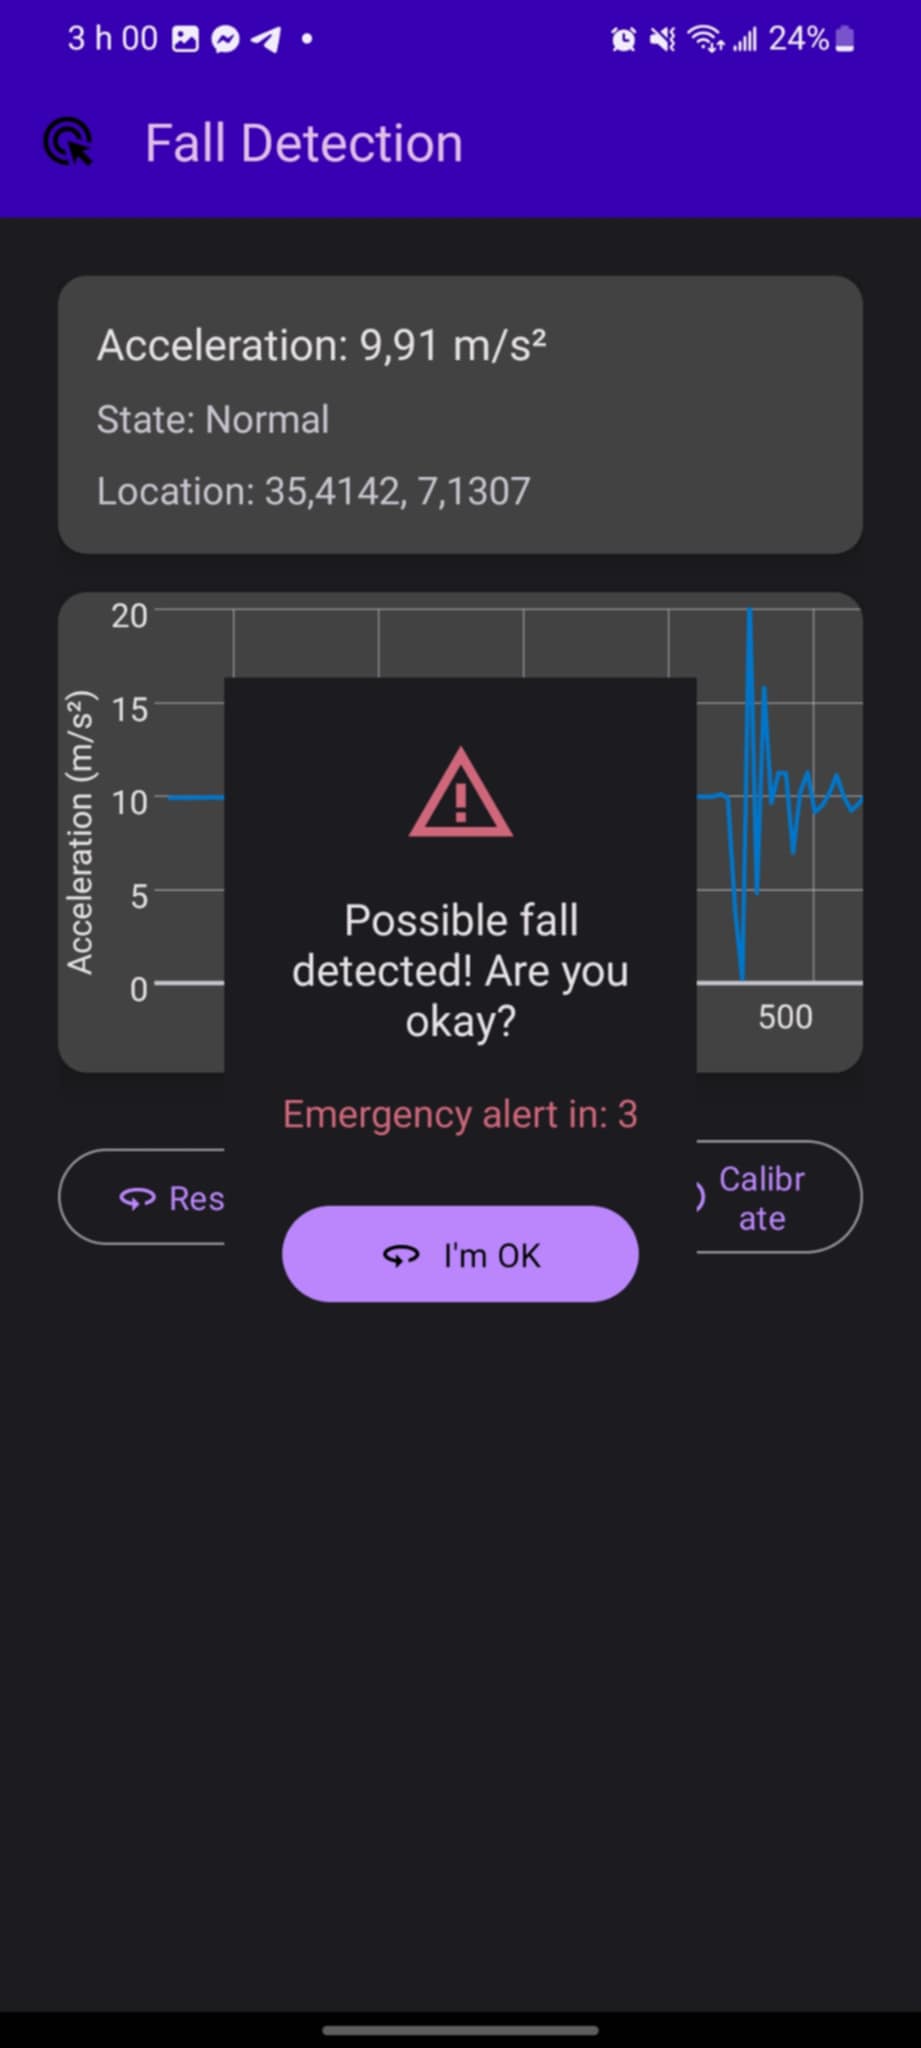 3 h 00
24%
Fall Detection
Acceleration: 9,91 m/s²
State: Normal
Location: 35,4142, 7,1307
Acceleration (m/s²)
20
15
10
5
0
500
Possible fall
detected! Are you
okay?
Emergency alert in: 3
Res
Calibr
ate
I'm OK